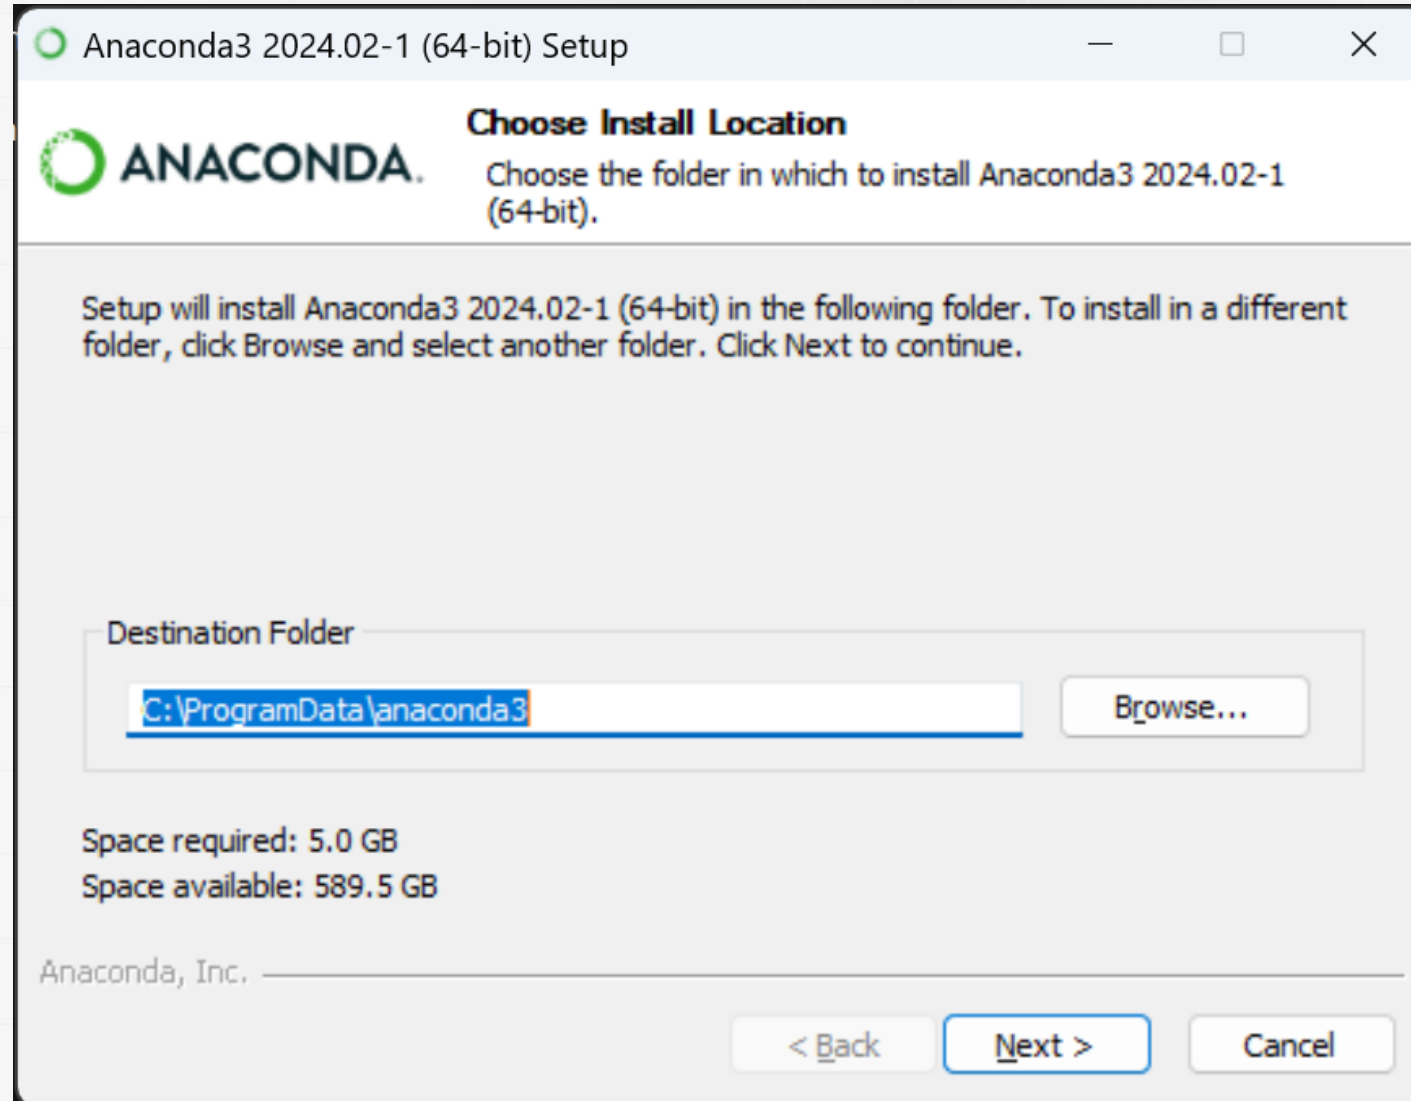 Anaconda3 2024.02-1 (64-bit) Setup
ANACONDA.
Choose Install Location
Choose the folder in which to install Anaconda3 2024.02-1
(64-bit).
Setup will install Anaconda3 2024.02-1 (64-bit) in the following folder. To install in a different
folder, click Browse and select another folder. Click Next to continue.
Destination Folder
C:\ProgramData\anaconda3
Browse...
Space required: 5.0 GB
Space available: 589.5 GB
Anaconda, Inc.
< Back
Next >
Cancel